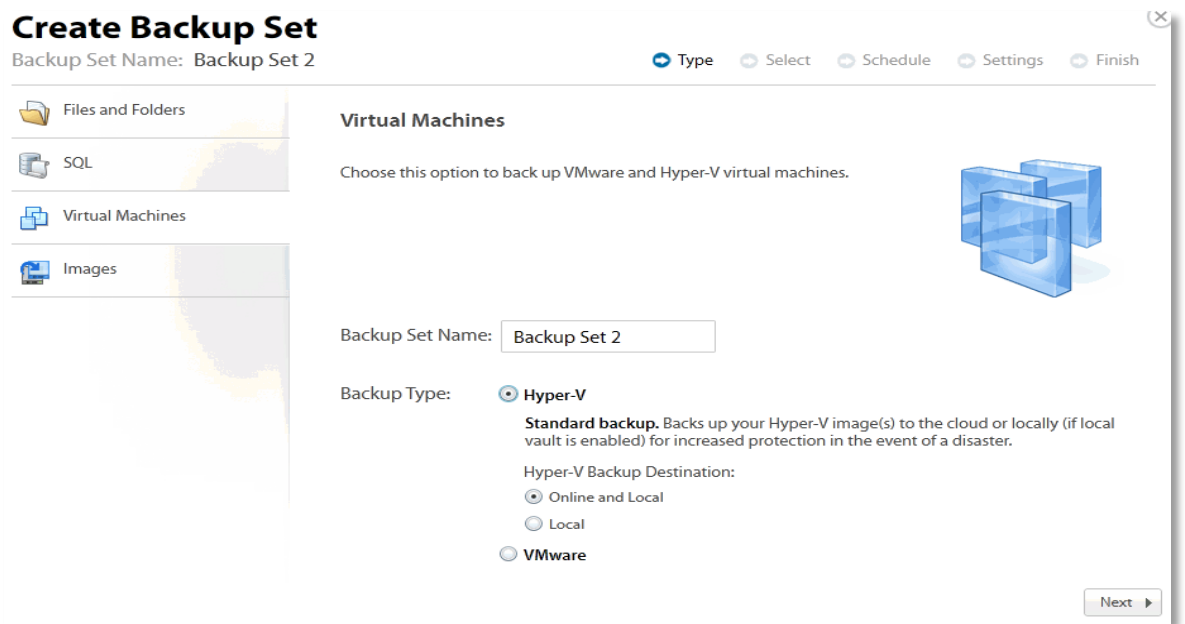 Create Backup Set
Backup Set Name: Backup Set 2
Type
Select
Schedule
Settings
Finish
Files and Folders
SQL
Virtual Machines
Images
Virtual Machines
Choose this option to back up VMware and Hyper-V virtual machines.
Backup Set Name: Backup Set 2
Backup Type: Hyper-V
Standard backup. Backs up your Hyper-V image(s) to the cloud or locally (if local
vault is enabled) for increased protection in the event of a disaster.
Hyper-V Backup Destination:
Online and Local
Local
VMware
Next